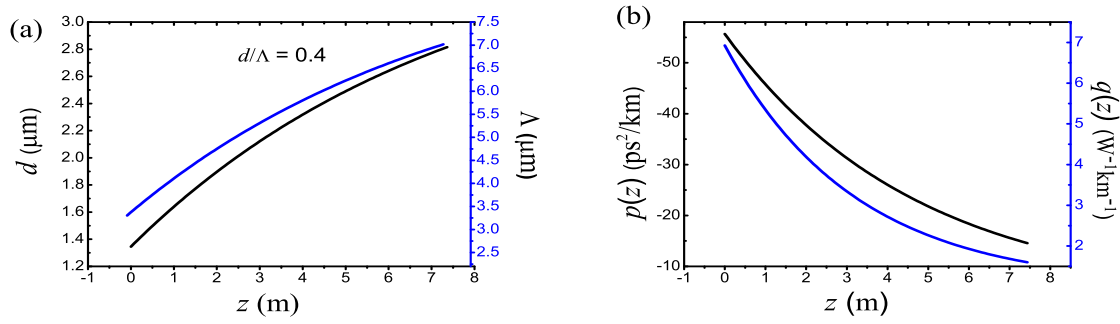 (a)
3.0
2.8
2.6
2.4
2.2
2.0
1.8
1.6
1.4
1.2
d (μm)
d/Λ = 0.4
7.5
7.0
6.5
6.0
5.5
5.0
4.5
4.0
3.5
3.0
2.5
Λ (μm)
-1 0 1 2 3 4 5 6 7 8
z (m)
(b)
-50
-40
-30
-20
-10
p(z) (ps²/km)
7
6
5
4
3
2
q(z) (W⁻¹km⁻¹)
-1 0 1 2 3 4 5 6 7 8
z (m)